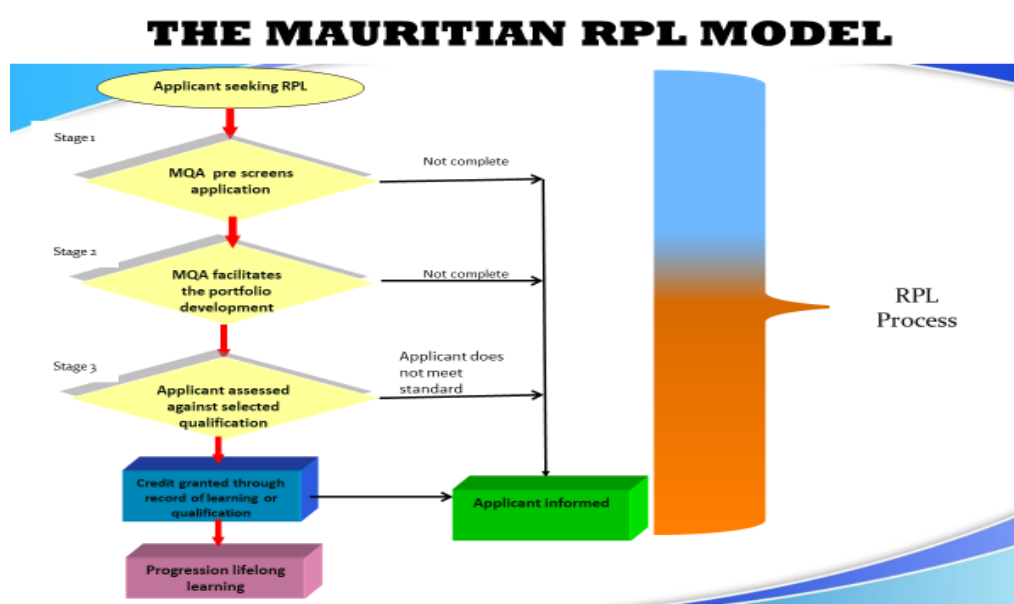 THE MAURITIAN RPL MODEL
Applicant seeking RPL
Stage 1
MQA pre screens
application
Not complete
Stage 2
MQA facilitates
the portfolio
development
Not complete
RPL
Process
Stage 3
Applicant assessed
against selected
qualification
Applicant does
not meet
standard
Credit granted through
record of learning or
qualification
Applicant informed
Progression lifelong
learning